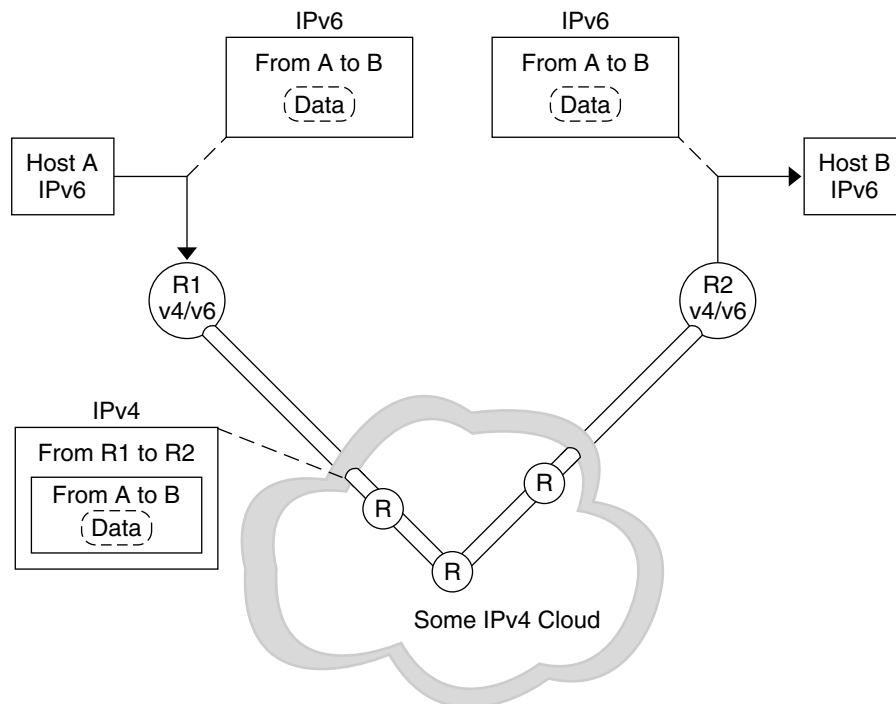 IPv6
From A to B
Data
IPv6
From A to B
Data
Host A
IPv6
Host B
IPv6
R1
v4/v6
R2
v4/v6
IPv4
From R1 to R2
From A to B
Data
R
R
R
Some IPv4 Cloud